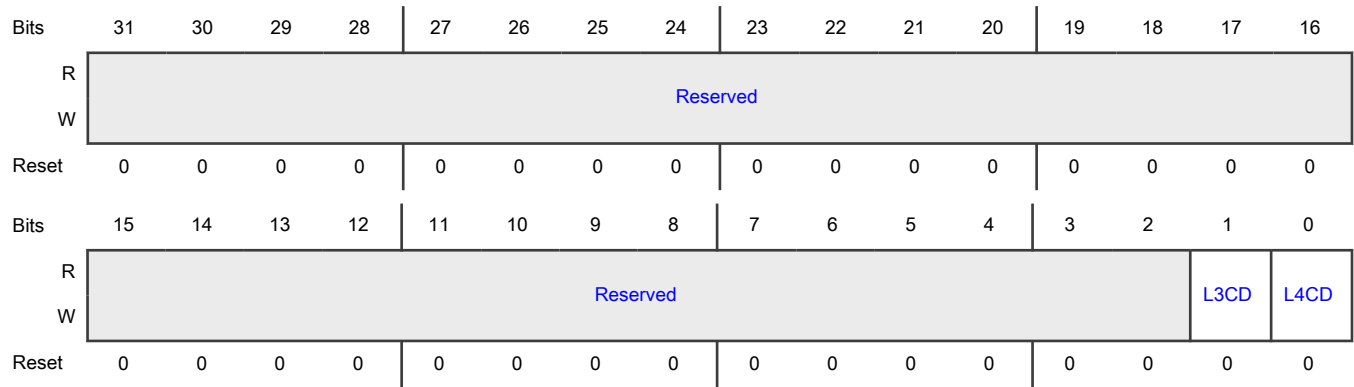 Bits 31 30 29 28 27 26 25 24 23 22 21 20 19 18 17 16
R
Reserved
W
Reset 0 0 0 0 0 0 0 0 0 0 0 0 0 0 0 0
Bits 15 14 13 12 11 10 9 8 7 6 5 4 3 2 1 0
R
Reserved L3CD L4CD
W
Reset 0 0 0 0 0 0 0 0 0 0 0 0 0 0 0 0